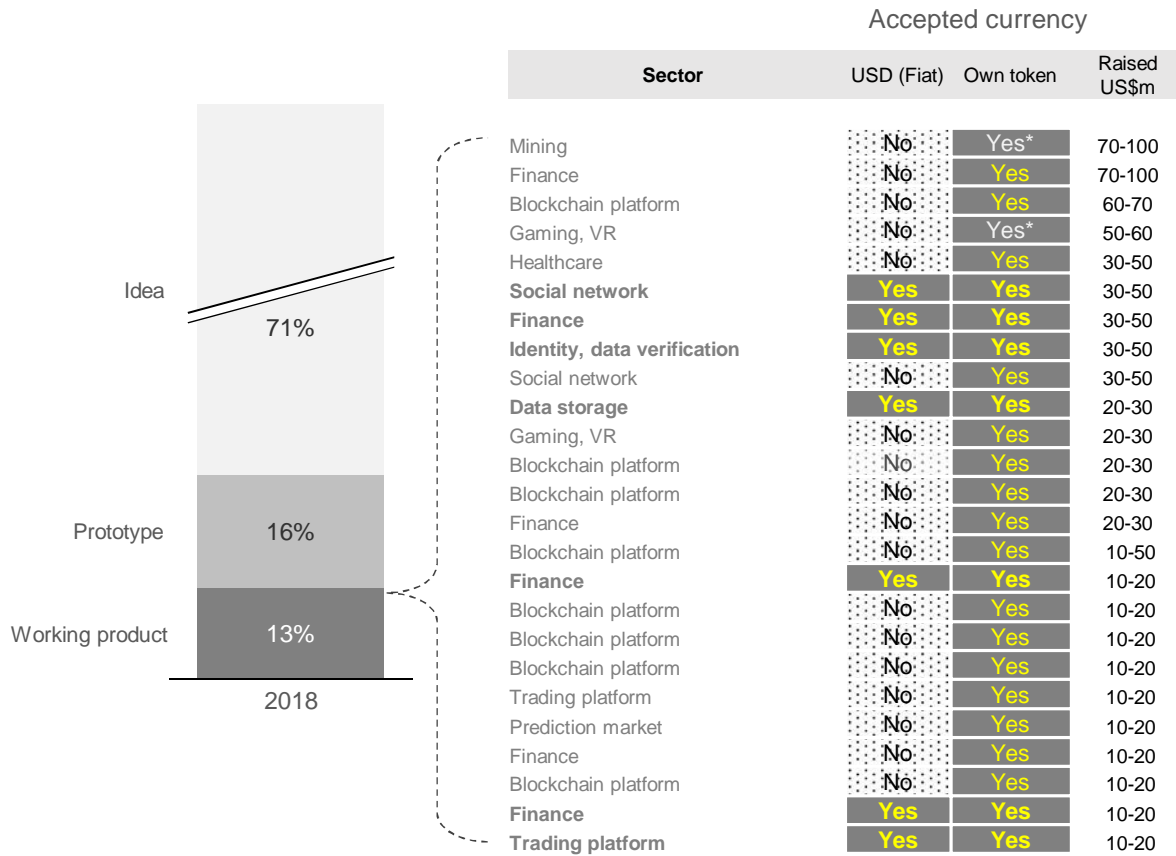 Accepted currency
Sector USD (Fiat) Own token Raised US$m
Mining No Yes* 70-100
Finance No Yes 70-100
Blockchain platform No Yes 60-70
Gaming, VR No Yes* 50-60
Healthcare No Yes 30-50
Social network Yes Yes 30-50
Finance Yes Yes 30-50
Identity, data verification Yes Yes 30-50
Social network No Yes 30-50
Data storage Yes Yes 20-30
Gaming, VR No Yes 20-30
Blockchain platform No Yes 20-30
Blockchain platform No Yes 20-30
Finance No Yes 20-30
Blockchain platform No Yes 10-50
Finance Yes Yes 10-20
Blockchain platform No Yes 10-20
Blockchain platform No Yes 10-20
Blockchain platform No Yes 10-20
Trading platform No Yes 10-20
Prediction market No Yes 10-20
Finance No Yes 10-20
Blockchain platform No Yes 10-20
Finance Yes Yes 10-20
Trading platform Yes Yes 10-20
Idea
71%
Prototype
16%
Working product
13%
2018